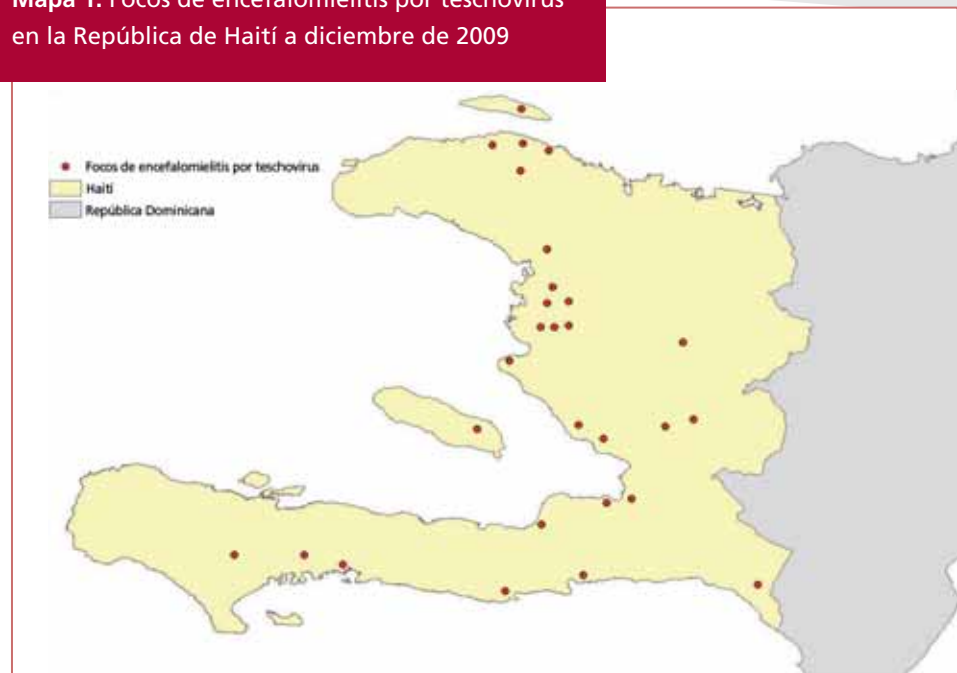 Mapa 1. Focos de encefalomielitis por teschovirus
en la República de Haití a diciembre de 2009
Focos de encefalomielitis por teschovirus
Haití
República Dominicana